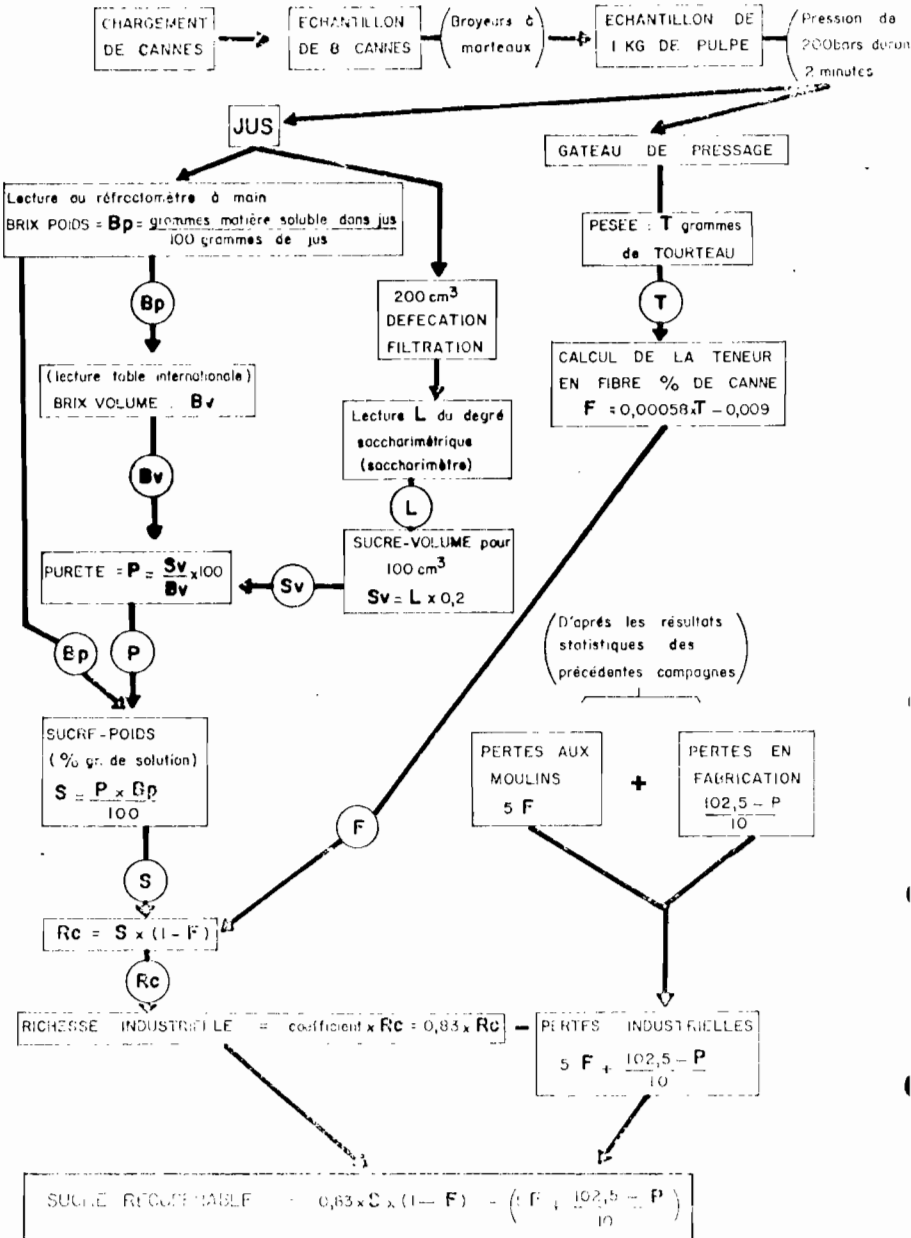 CHARGEMENT
DE CANNES
ECHANTILLON
DE 8 CANNES
(Broyeurs à
marteaux)
ECHANTILLON DE
1 KG DE PULPE
(Pression de
200bars duran
2 minutes
JUS
GATEAU DE PRESSAGE
Lecture au réfractomètre à main
BRIX POIDS = Bp = grammes matière soluble dans jus
100 grammes de jus
PESEE : T grammes
de TOURTEAU
Bp
200 cm³
DEFECATION
FILTRATION
T
(lecture table internationale)
BRIX VOLUME : Bv
CALCUL DE LA TENEUR
EN FIBRE % DE CANNE
F = 0,00058xT - 0,009
Lecture L du degré
saccharimétrique
(saccharimètre)
Bv
L
SUCRE-VOLUME pour
100 cm³
Sv = L x 0,2
PURETE = P = Sv/Bv x100
Sv
Bp
P
(D'après les résultats
statistiques des
précédentes campagnes)
SUCRE-POIDS
(% gr. de solution)
S = P x Bp
100
PERTES AUX
MOULINS
5 F
+
PERTES EN
FABRICATION
102,5 - P
10
F
S
Rc = S x (1 - F)
Rc
RICHESSE INDUSTRIELLE = coefficient x Rc = 0,83 x Rc - PERTES INDUSTRIELLES
5 F + 102,5 - P
10
SUCRE RECUPERABLE = 0,83 x S x (1 - F) - (5 F + 102,5 - P
10)